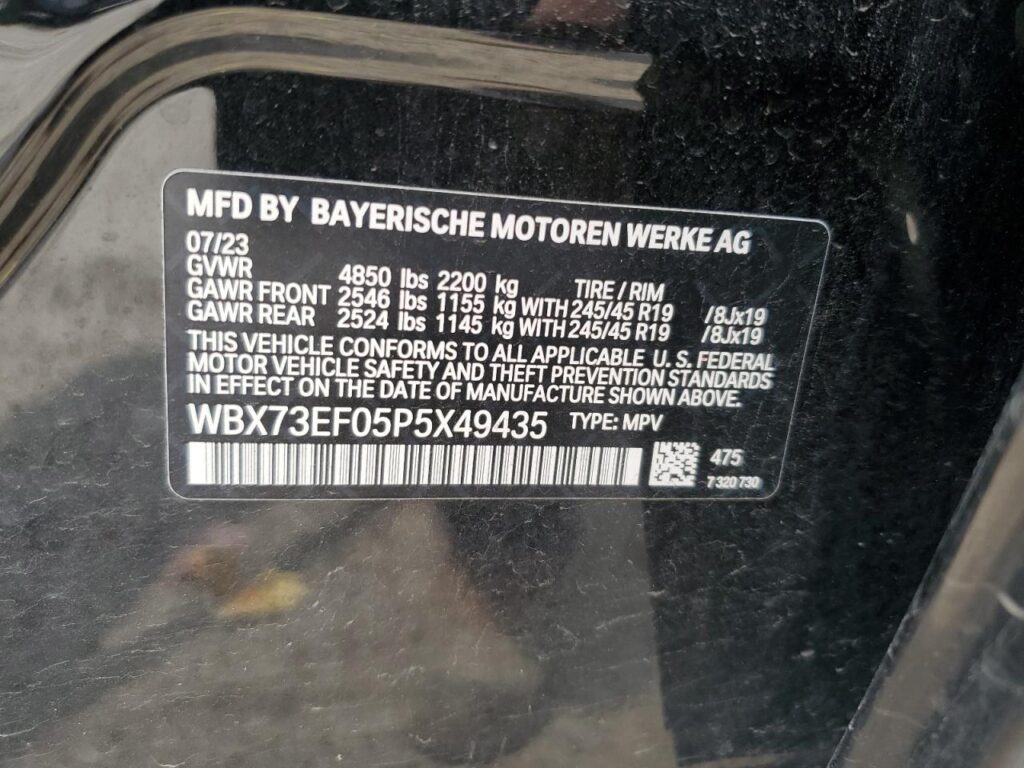 MFD BY BAYERISCHE MOTOREN WERKE AG
07/23
GVWR 4850 lbs 2200 kg TIRE / RIM
GAWR FRONT 2546 lbs 1155 kg WITH 245/45 R19 /8Jx19
GAWR REAR 2524 lbs 1145 kg WITH 245/45 R19 /8Jx19
THIS VEHICLE CONFORMS TO ALL APPLICABLE U. S. FEDERAL
MOTOR VEHICLE SAFETY AND THEFT PREVENTION STANDARDS
IN EFFECT ON THE DATE OF MANUFACTURE SHOWN ABOVE.
WBX73EF05P5X49435 TYPE: MPV
475
7 320 730